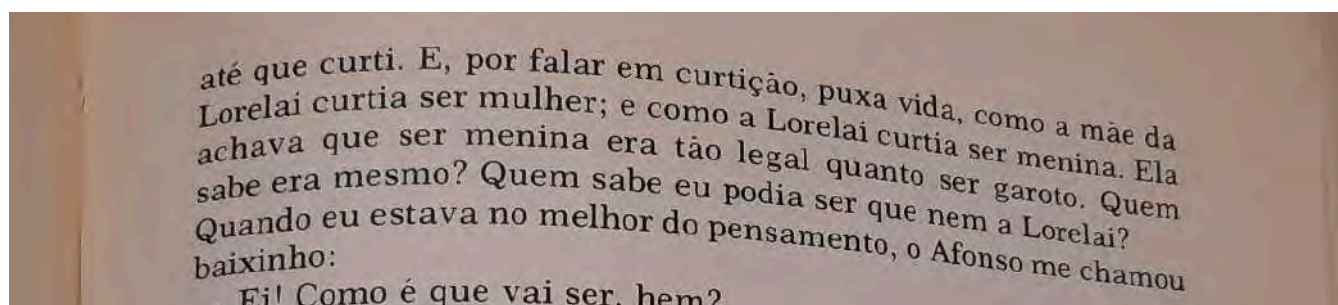 até que curti. E, por falar em curtição, puxa vida, como a mãe da
Lorelai curtia ser mulher; e como a Lorelai curtia ser menina. Ela
achava que ser menina era tão legal quanto ser garoto. Quem
sabe era mesmo? Quem sabe eu podia ser que nem a Lorelai?
Quando eu estava no melhor do pensamento, o Afonso me chamou
baixinho:
Ei! Como é que vai ser, hem?